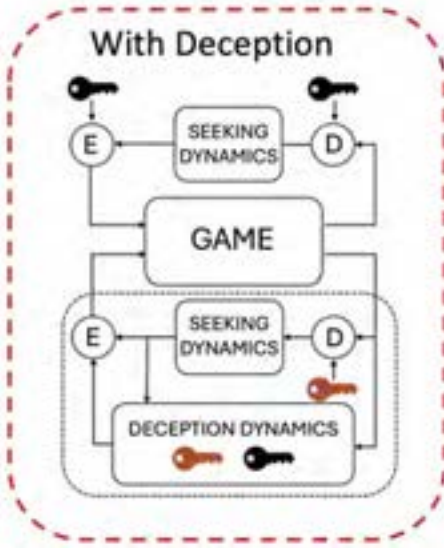 With Deception
E
SEEKING
DYNAMICS
D
GAME
E
SEEKING
DYNAMICS
D
DECEPTION DYNAMICS